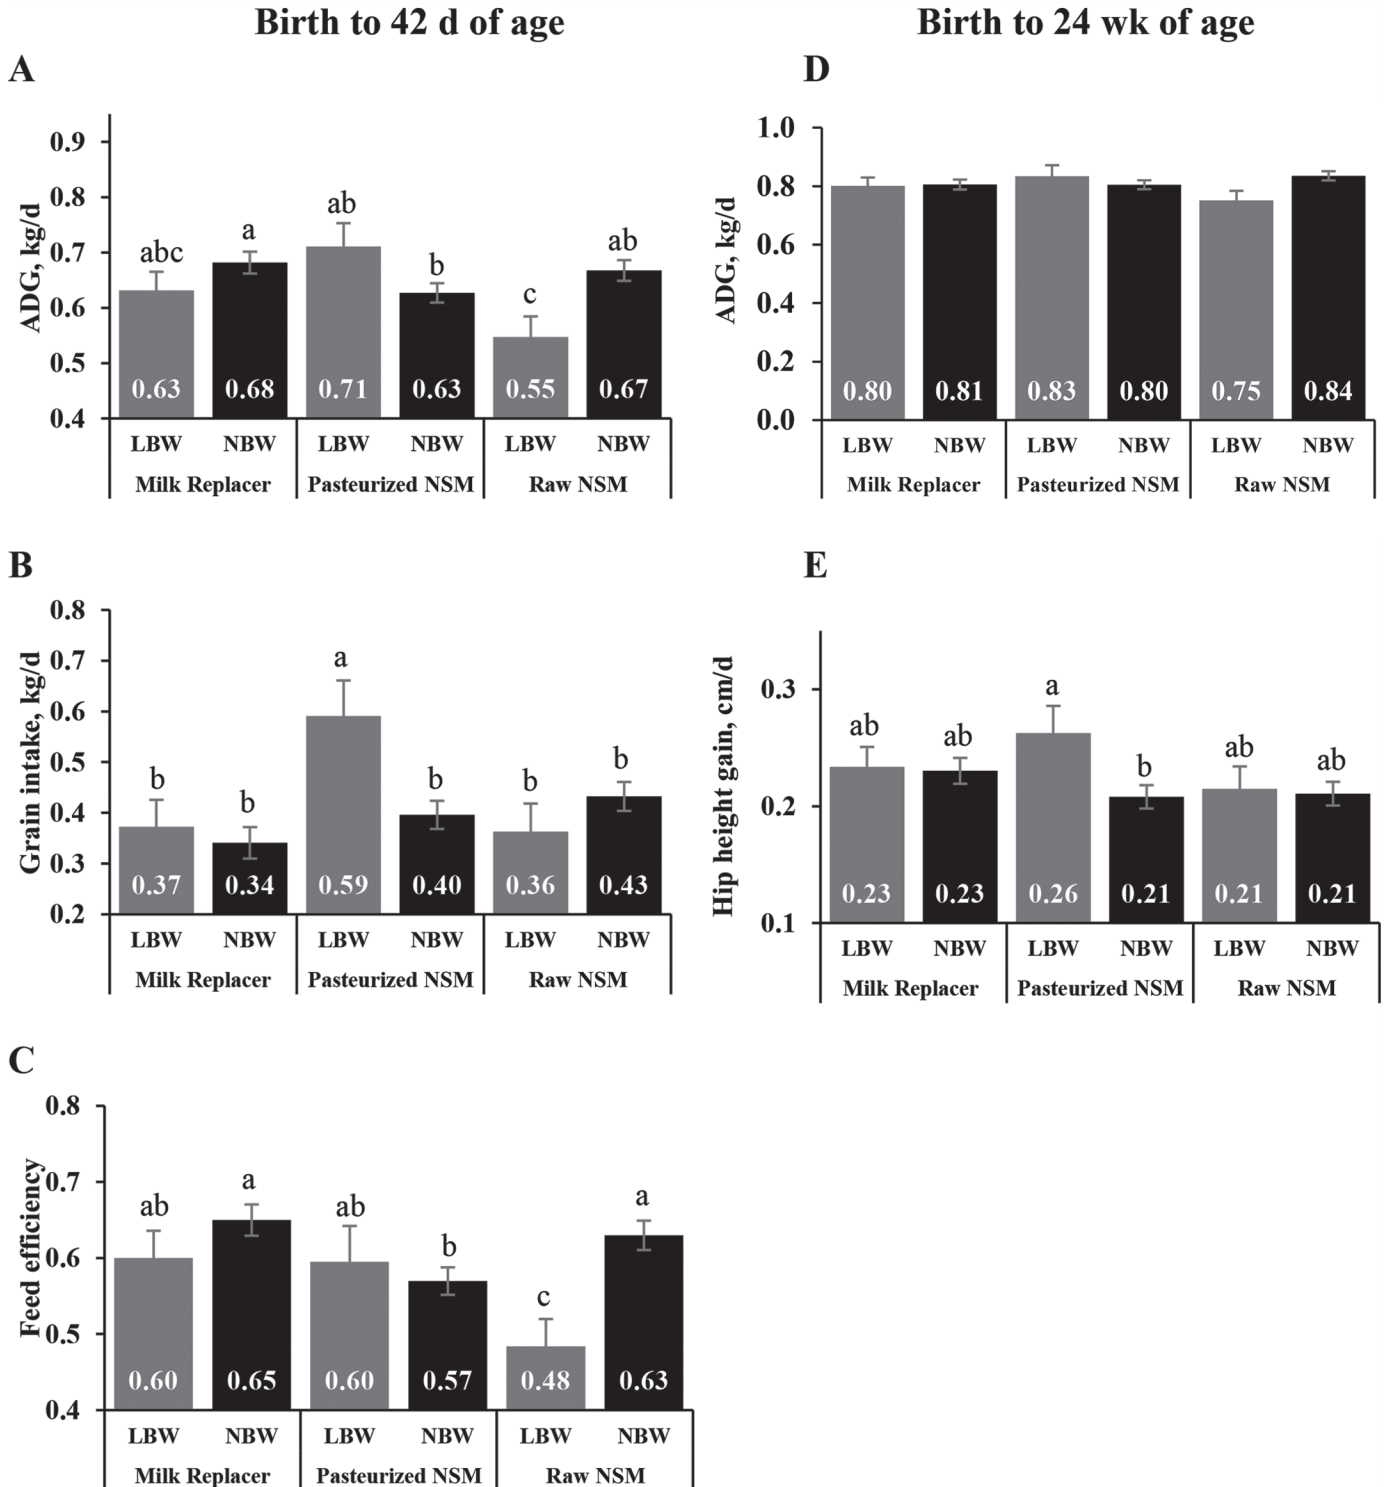 Birth to 42 d of age
A
ADG, kg/d
0.9
0.8
0.7
0.6
0.5
0.4
abc a ab b c ab
0.63 0.68 0.71 0.63 0.55 0.67
LBW NBW LBW NBW LBW NBW
Milk Replacer Pasteurized NSM Raw NSM
B
Grain intake, kg/d
0.8
0.7
0.6
0.5
0.4
0.3
0.2
b b a b b b
0.37 0.34 0.59 0.40 0.36 0.43
LBW NBW LBW NBW LBW NBW
Milk Replacer Pasteurized NSM Raw NSM
C
Feed efficiency
0.8
0.7
0.6
0.5
0.4
ab a ab b c a
0.60 0.65 0.60 0.57 0.48 0.63
LBW NBW LBW NBW LBW NBW
Milk Replacer Pasteurized NSM Raw NSM
Birth to 24 wk of age
D
ADG, kg/d
1.0
0.8
0.6
0.4
0.2
0.0
0.80 0.81 0.83 0.80 0.75 0.84
LBW NBW LBW NBW LBW NBW
Milk Replacer Pasteurized NSM Raw NSM
E
Hip height gain, cm/d
0.3
0.2
0.1
ab ab a b ab ab
0.23 0.23 0.26 0.21 0.21 0.21
LBW NBW LBW NBW LBW NBW
Milk Replacer Pasteurized NSM Raw NSM